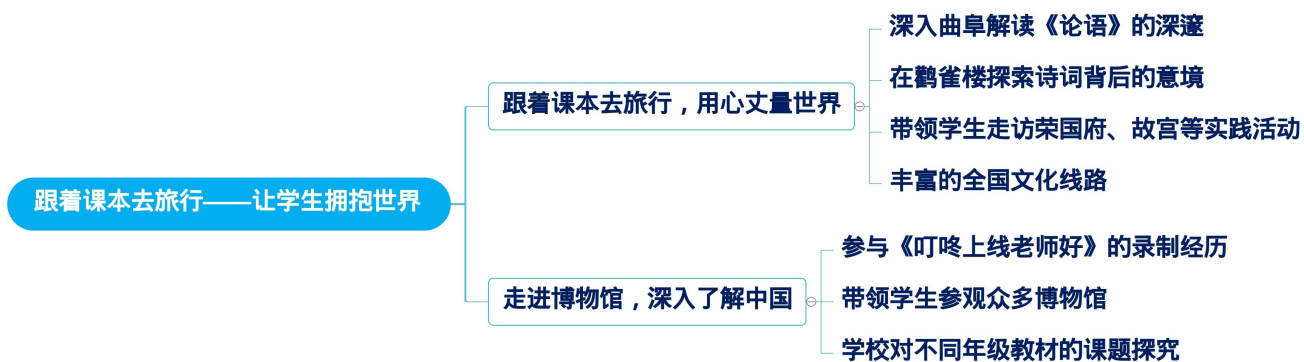 跟着课本去旅行——让学生拥抱世界
跟着课本去旅行，用心丈量世界
深入曲阜解读《论语》的深邃
在鹳雀楼探索诗词背后的意境
带领学生走访荣国府、故宫等实践活动
丰富的全国文化线路
走进博物馆，深入了解中国
参与《叮咚上线老师好》的录制经历
带领学生参观众多博物馆
学校对不同年级教材的课题探究